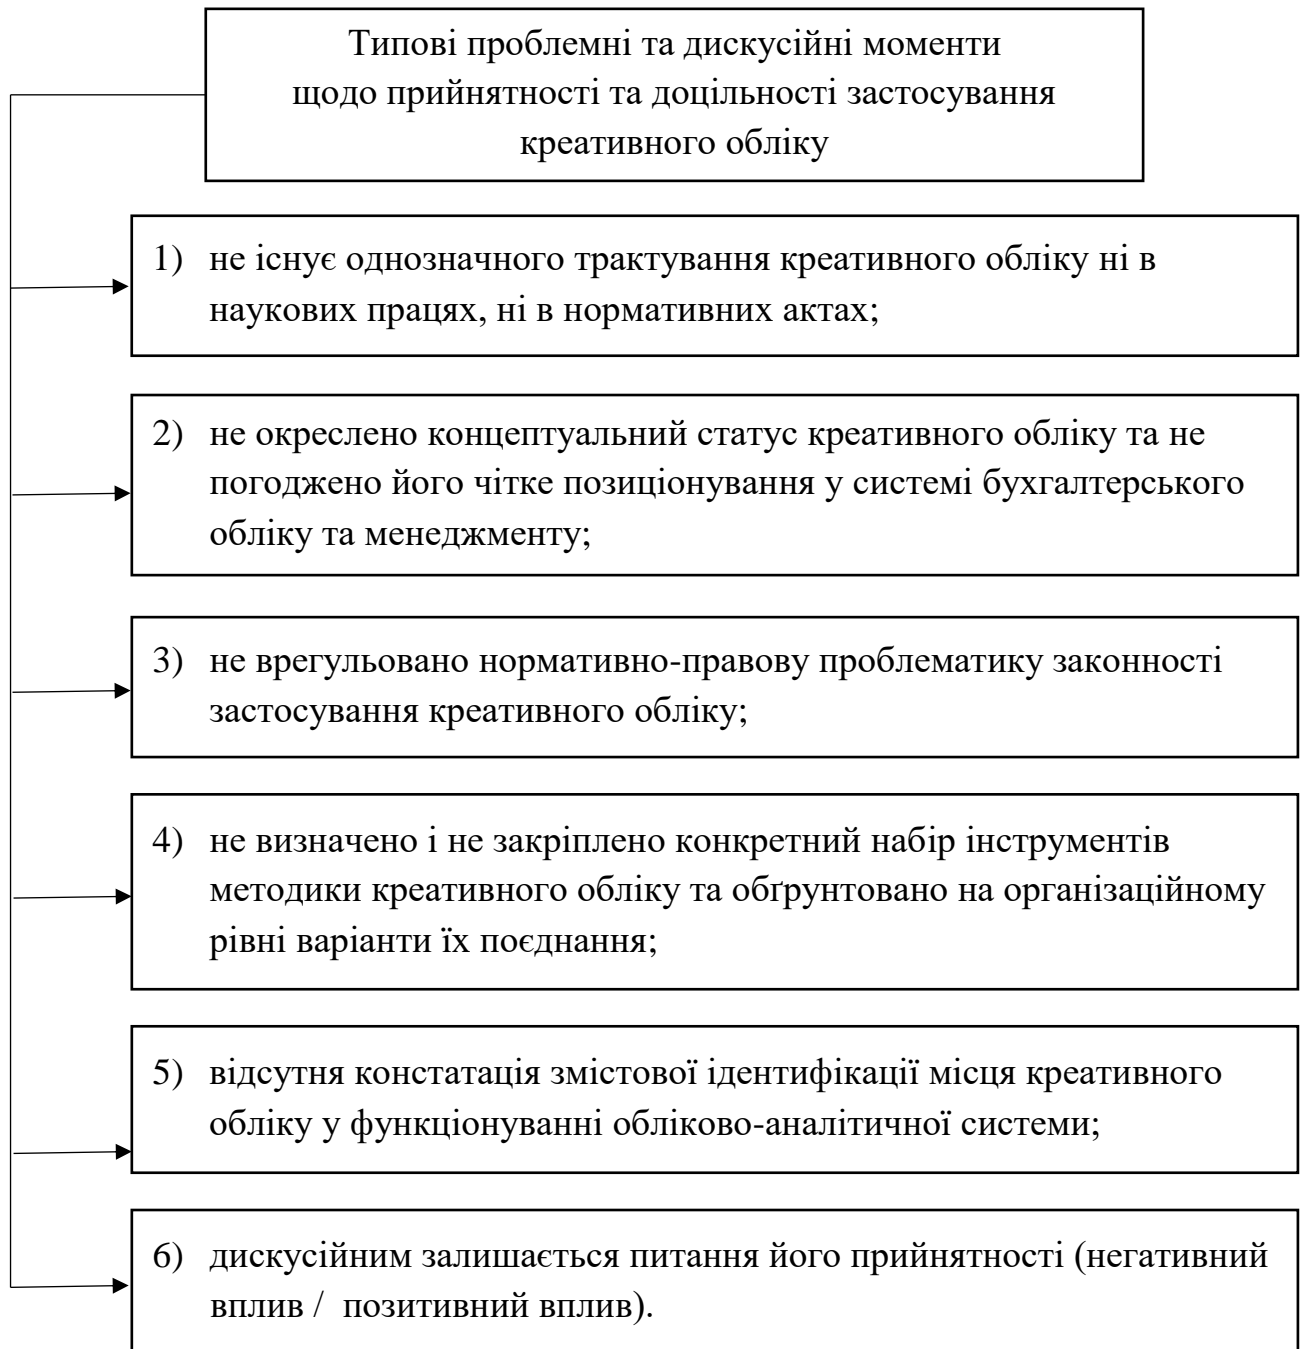 Типові проблемні та дискусійні моменти
щодо прийнятності та доцільності застосування
креативного обліку
1) не існує однозначного трактування креативного обліку ні в
наукових працях, ні в нормативних актах;
2) не окреслено концептуальний статус креативного обліку та не
погоджено його чітке позиціонування у системі бухгалтерського
обліку та менеджменту;
3) не врегульовано нормативно-правову проблематику законності
застосування креативного обліку;
4) не визначено і не закріплено конкретний набір інструментів
методики креативного обліку та обґрунтовано на організаційному
рівні варіанти їх поєднання;
5) відсутня констатація змістової ідентифікації місця креативного
обліку у функціонуванні обліково-аналітичної системи;
6) дискусійним залишається питання його прийнятності (негативний
вплив / позитивний вплив).